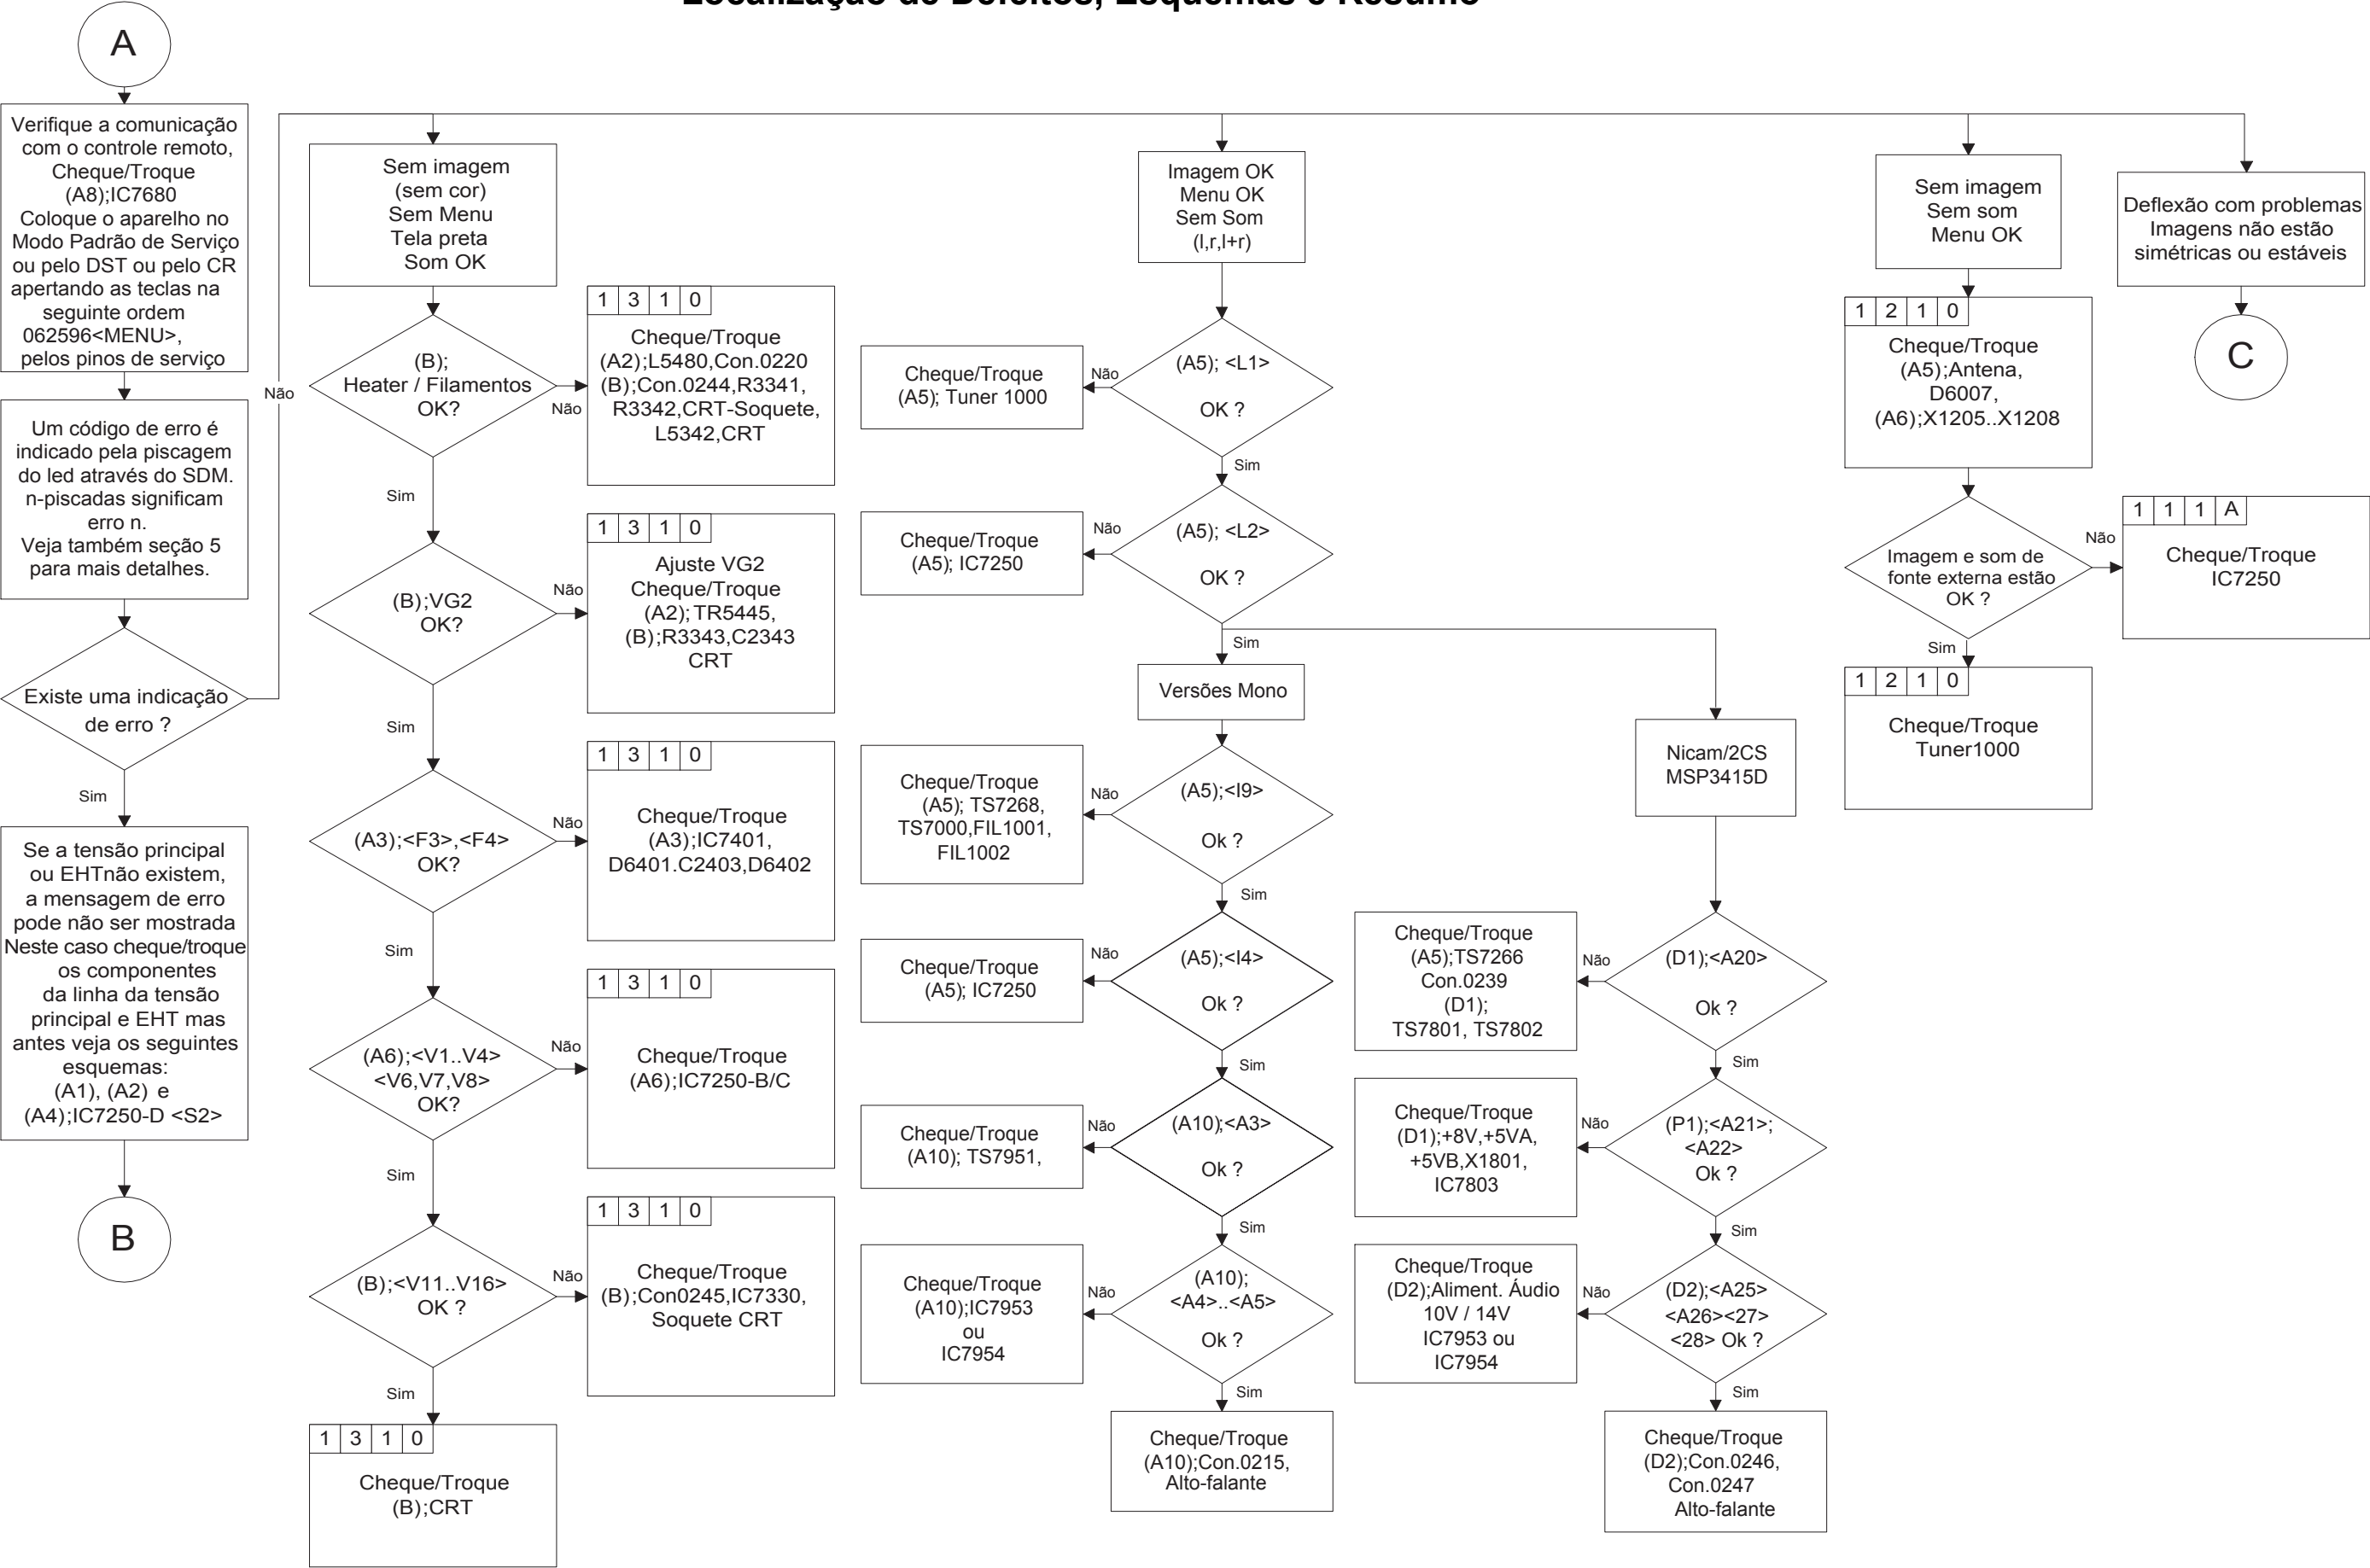 Localização de Defeitos, Esquemas e Resumo
A
Verifique a comunicação
com o controle remoto,
Cheque/Troque
(A8);IC7680
Coloque o aparelho no
Modo Padrão de Serviço
ou pelo DST ou pelo CR
apertando as teclas na
seguinte ordem
062596<MENU>,
pelos pinos de serviço
Um código de erro é
indicado pela piscagem
do led através do SDM.
n-piscadas significam
erro n.
Veja também seção 5
para mais detalhes.
Existe uma indicação
de erro ?
Não
Sim
Se a tensão principal
ou EHTnão existem,
a mensagem de erro
pode não ser mostrada
Neste caso cheque/troque
os componentes
da linha da tensão
principal e EHT mas
antes veja os seguintes
esquemas:
(A1), (A2) e
(A4);IC7250-D <S2>
B
Sem imagem
(sem cor)
Sem Menu
Tela preta
Som OK
(B);
Heater / Filamentos
OK?
Não
1 3 1 0
Cheque/Troque
(A2);L5480,Con.0220
(B);Con.0244,R3341,
R3342,CRT-Soquete,
L5342,CRT
Sim
(B);VG2
OK?
Não
1 3 1 0
Ajuste VG2
Cheque/Troque
(A2); TR5445,
(B);R3343,C2343
CRT
Sim
(A3);<F3>,<F4>
OK?
Não
1 3 1 0
Cheque/Troque
(A3);IC7401,
D6401.C2403,D6402
Sim
(A6);<V1..V4>
<V6,V7,V8>
OK?
Não
1 3 1 0
Cheque/Troque
(A6);IC7250-B/C
Sim
(B);<V11..V16>
OK ?
Não
1 3 1 0
Cheque/Troque
(B);Con0245,IC7330,
Soquete CRT
Sim
1 3 1 0
Cheque/Troque
(B);CRT
Imagem OK
Menu OK
Sem Som
(l,r,l+r)
(A5); <L1>
OK ?
Não
Cheque/Troque
(A5); Tuner 1000
Sim
(A5); <L2>
OK ?
Não
Cheque/Troque
(A5); IC7250
Sim
Versões Mono
(A5);<I9>
Ok ?
Não
Cheque/Troque
(A5); TS7268,
TS7000,FIL1001,
FIL1002
Sim
(A5);<I4>
Ok ?
Não
Cheque/Troque
(A5); IC7250
Sim
(A10);<A3>
Ok ?
Não
Cheque/Troque
(A10); TS7951,
Sim
(A10);
<A4>..<A5>
Ok ?
Não
Cheque/Troque
(A10);IC7953
ou
IC7954
Sim
Cheque/Troque
(A10);Con.0215,
Alto-falante
Nicam/2CS
MSP3415D
(D1);<A20>
Ok ?
Não
Cheque/Troque
(A5);TS7266
Con.0239
(D1);
TS7801, TS7802
Sim
(P1);<A21>;
<A22>
Ok ?
Não
Cheque/Troque
(D1);+8V,+5VA,
+5VB,X1801,
IC7803
Sim
(D2);<A25>
<A26><27>
<28> Ok ?
Não
Cheque/Troque
(D2);Aliment. Áudio
10V / 14V
IC7953 ou
IC7954
Sim
Cheque/Troque
(D2);Con.0246,
Con.0247
Alto-falante
Sem imagem
Sem som
Menu OK
1 2 1 0
Cheque/Troque
(A5);Antena,
D6007,
(A6);X1205..X1208
Imagem e som de
fonte externa estão
OK ?
Não
1 1 1 A
Cheque/Troque
IC7250
Sim
1 2 1 0
Cheque/Troque
Tuner1000
Deflexão com problemas
Imagens não estão
simétricas ou estáveis
C